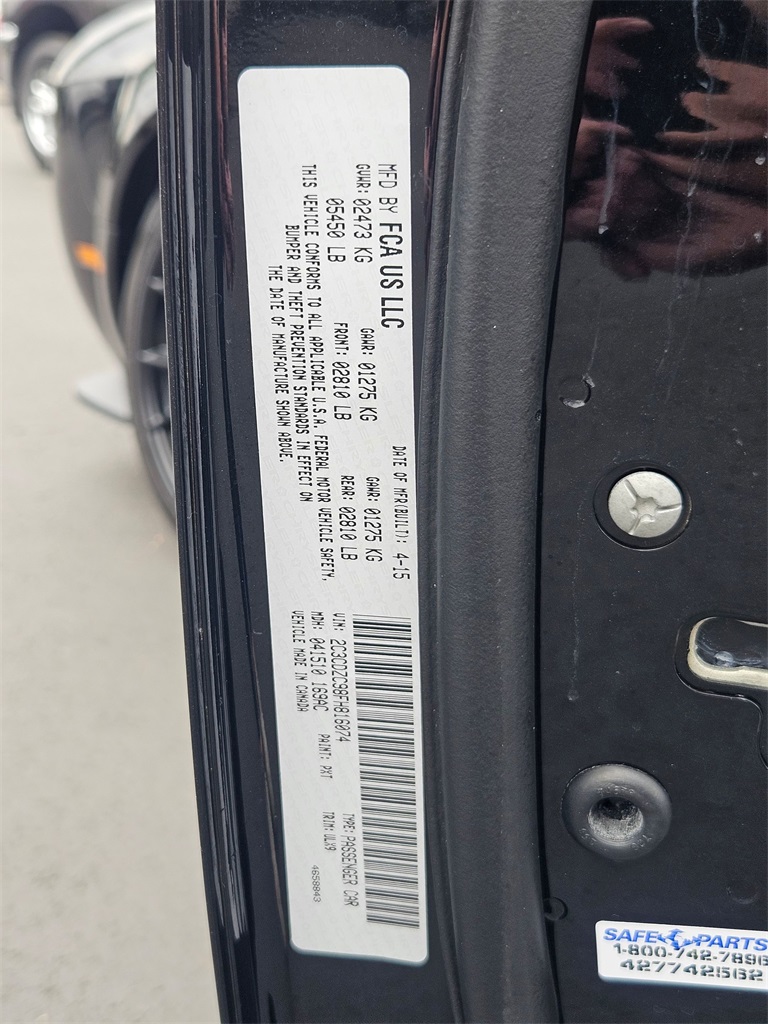 MFD BY FCA US LLC
DATE OF MFR(BUILT): 4-15
GVWR: 02473 KG
GAWR: 01275 KG
GAWR: 01275 KG
05450 LB
FRONT: 02810 LB
REAR: 02810 LB
THIS VEHICLE CONFORMS TO ALL APPLICABLE U.S.A. FEDERAL MOTOR VEHICLE SAFETY,
BUMPER AND THEFT PREVENTION STANDARDS IN EFFECT ON
THE DATE OF MANUFACTURE SHOWN ABOVE.
VIN: 2C3CDZC98FH816074
TYPE: PASSENGER CAR
MDH: 041510 169AC
PAINT: PXT
TRIM: ULX9
VEHICLE MADE IN CANADA
4658843
SAFE PARTS
1-800-742-7896
427742562